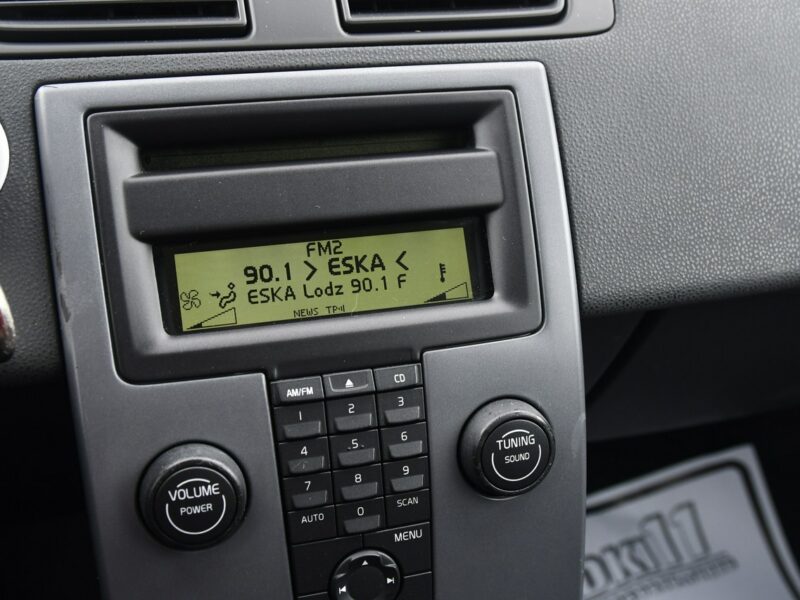 FM2
90.1 > ESKA <
ESKA Lodz 90.1 F
NEWS TP
AM/FM
CD
1 2 3
4 5 6
7 8 9
AUTO 0 SCAN
MENU
VOLUME
POWER
TUNING
SOUND